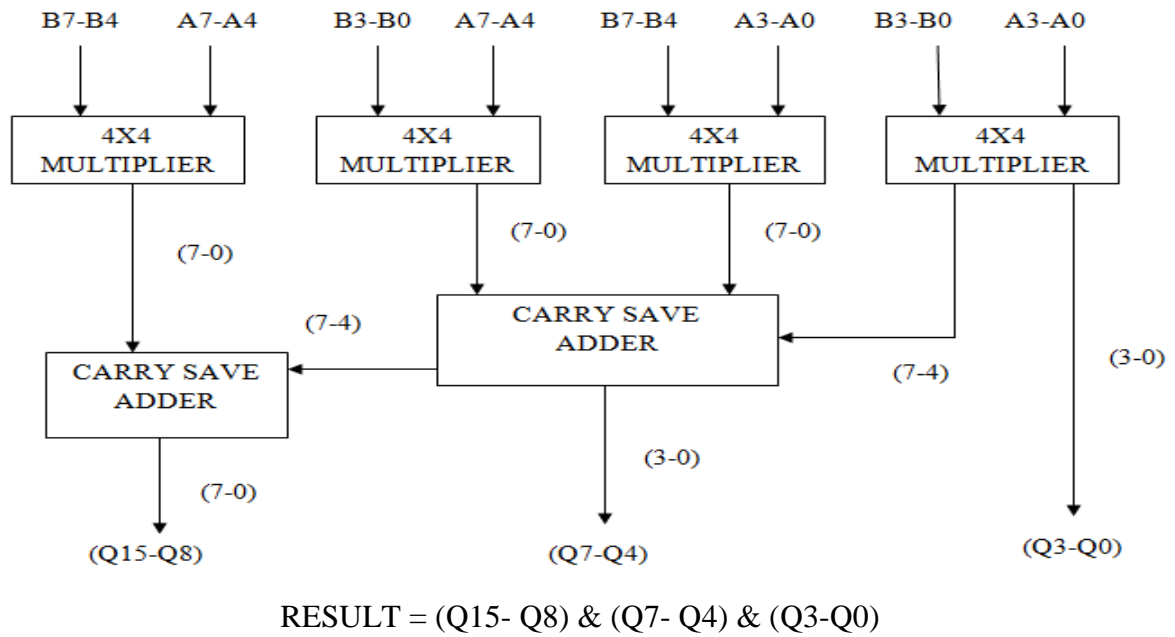 B7-B4 A7-A4 B3-B0 A7-A4 B7-B4 A3-A0 B3-B0 A3-A0
4X4 4X4 4X4 4X4
MULTIPLIER MULTIPLIER MULTIPLIER MULTIPLIER
(7-0) (7-0) (7-0)
CARRY SAVE
ADDER
(7-4)
(3-0)
CARRY SAVE
ADDER
(7-4)
(3-0)
(7-0)
(Q15-Q8) (Q7-Q4) (Q3-Q0)
RESULT = (Q15- Q8) & (Q7- Q4) & (Q3-Q0)